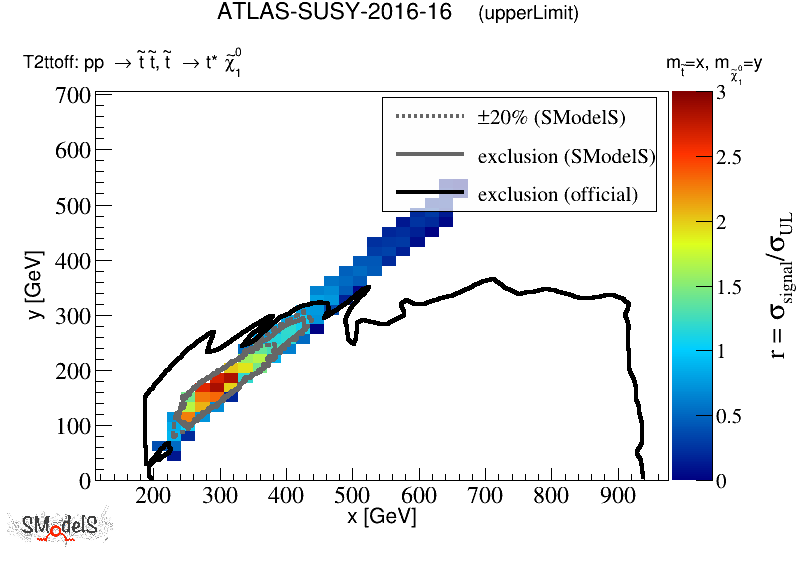 ATLAS-SUSY-2016-16 (upperLimit)
T2ttoff: pp → t̃ t̃, t̃ → t* χ̃⁰₁
m_t̃=x, m_χ̃⁰₁=y
±20% (SModelS)
exclusion (SModelS)
exclusion (official)
700
600
500
400
300
200
100
0
y [GeV]
200 300 400 500 600 700 800 900
x [GeV]
3
2.5
2
1.5
1
0.5
0
r = σ_signal/σ_UL
SModelS